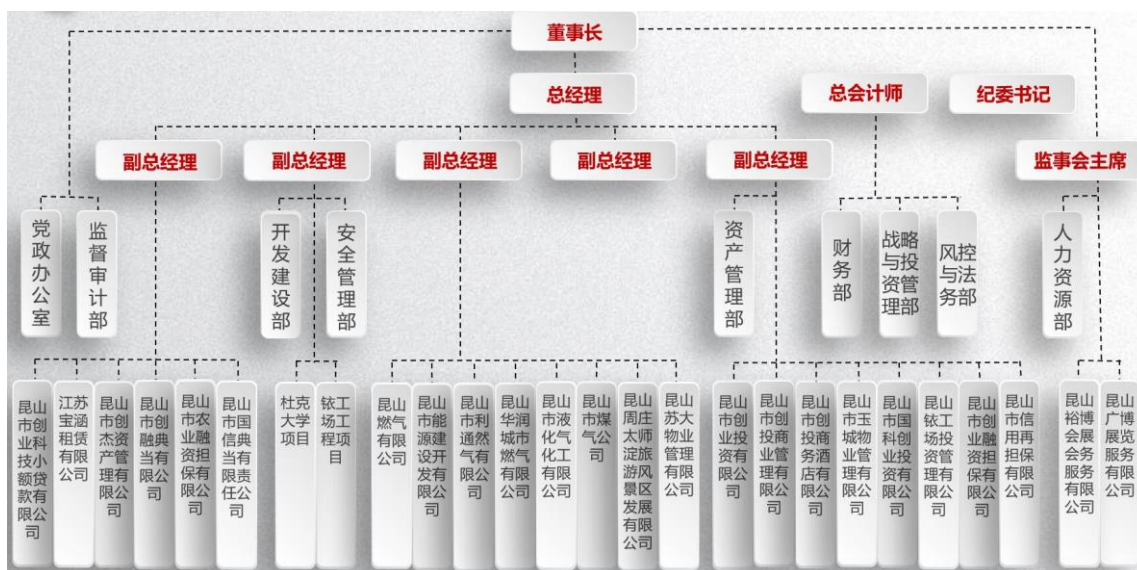 董事长
总经理
总会计师
纪委书记
副总经理
副总经理
副总经理
副总经理
副总经理
监事会主席
党政办公室
监督审计部
开发建设部
安全管理部
资产管理部
财务部
战略与投资管理部
风控与法务部
人力资源部
昆山市创业科技小额贷款有限公司
江苏宝涵租赁有限公司
昆山市创杰资产管理有限公司
昆山市创融典当有限公司
昆山市农业融资担保有限公司
昆山市国信典当有限责任公司
杜克大学项目
铱工场工程项目
昆山燃气有限公司
昆山市能源建设开发有限公司
昆山市利通然气有限公司
昆山华润城市燃气有限公司
昆山市液化气化工有限公司
昆山市煤气公司
昆山周庄太师淀旅游风景区发展有限公司
昆山苏大物业管理有限公司
昆山市创业投资有限公司
昆山市创投商业管理有限公司
昆山市创投商务酒店有限公司
昆山市玉城物业管理有限公司
昆山市国科创业投资有限公司
昆山铱工场投资管理有限公司
昆山市创业融资担保有限公司
昆山市信用再担保有限公司
昆山裕博会展会务服务有限公司
昆山广博展览服务有限公司